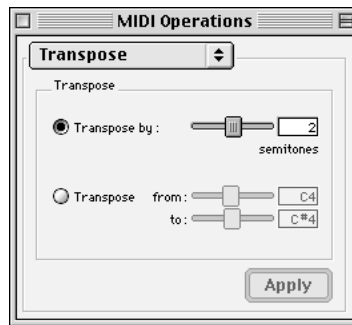 MIDI Operations
Transpose
Transpose
Transpose by: 2
semitones
Transpose from: C4
to: C#4
Apply